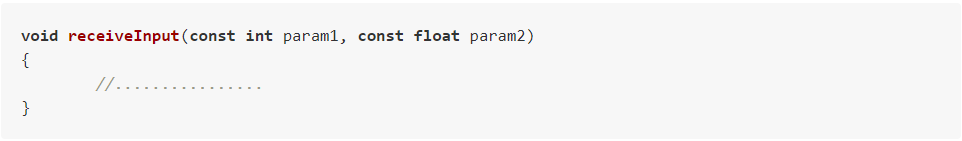 void receiveInput(const int param1, const float param2)
{
        //................
}